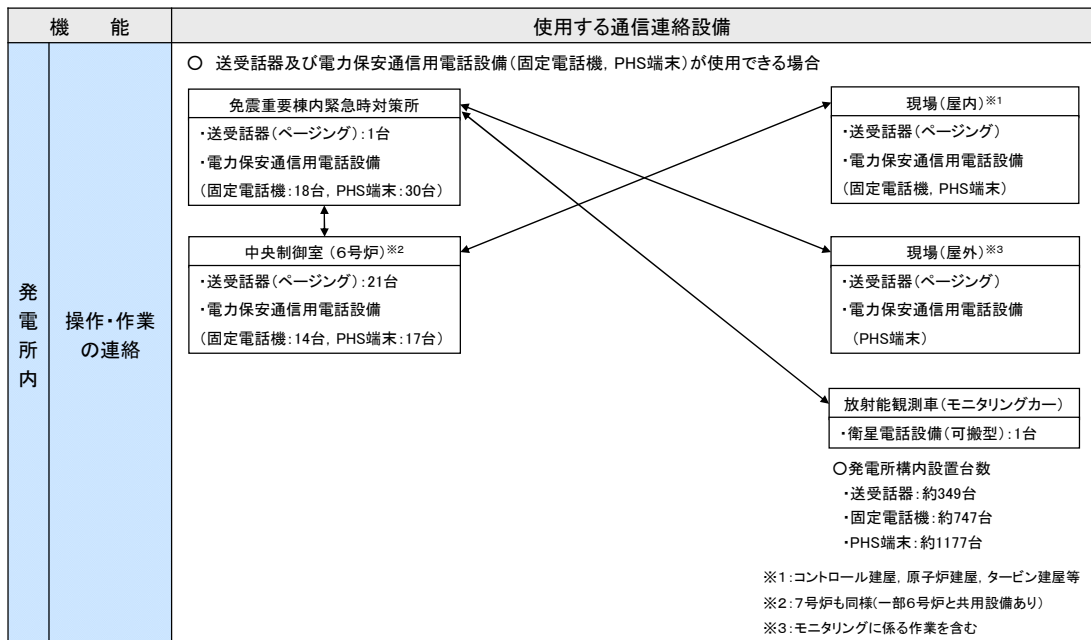 機　能
使用する通信連絡設備
発電所内
操作・作業
の連絡
○ 送受話器及び電力保安通信用電話設備(固定電話機，PHS端末)が使用できる場合
免震重要棟内緊急時対策所
・送受話器(ページング)：1台
・電力保安通信用電話設備
(固定電話機：18台，PHS端末：30台)
中央制御室(6号炉)※2
・送受話器(ページング)：21台
・電力保安通信用電話設備
(固定電話機：14台，PHS端末：17台)
現場(屋内)※1
・送受話器(ページング)
・電力保安通信用電話設備
(固定電話機，PHS端末)
現場(屋外)※3
・送受話器(ページング)
・電力保安通信用電話設備
(PHS端末)
放射能観測車(モニタリングカー)
・衛星電話設備(可搬型)：1台
○発電所構内設置台数
・送受話器：約349台
・固定電話機：約747台
・PHS端末：約1177台
※1：コントロール建屋，原子炉建屋，タービン建屋等
※2：7号炉も同様(一部6号炉と共用設備あり)
※3：モニタリングに係る作業を含む